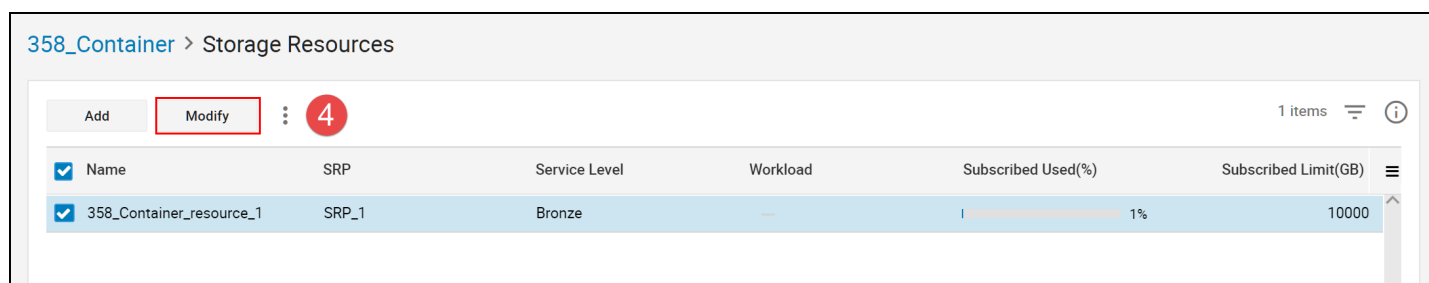 358_Container > Storage Resources
Add Modify 4 1 items
Name SRP Service Level Workload Subscribed Used(%) Subscribed Limit(GB)
358_Container_resource_1 SRP_1 Bronze — 1% 10000